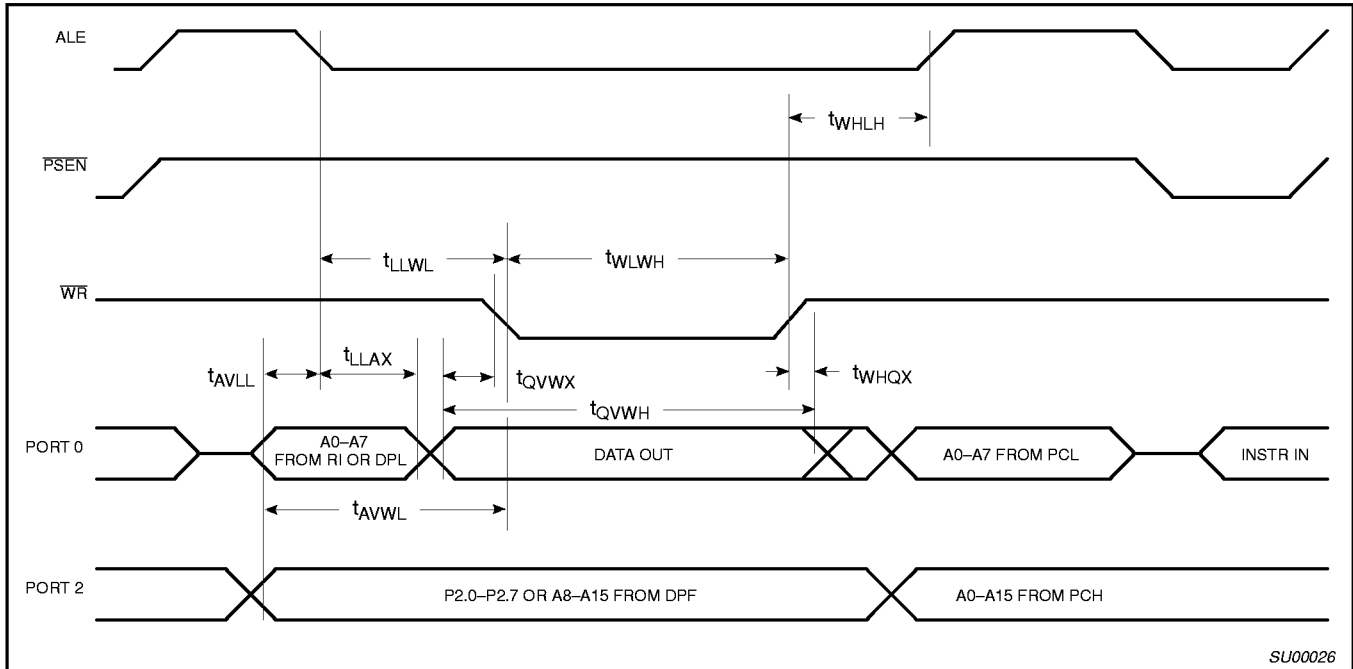 ALE
tWHLH
PSEN
tLLWL
tWLWH
WR
tAVLL
tLLAX
tQVWX
tWHQX
tQVWH
PORT 0
A0–A7
FROM RI OR DPL
DATA OUT
A0–A7 FROM PCL
INSTR IN
tAVWL
PORT 2
P2.0–P2.7 OR A8–A15 FROM DPF
A0–A15 FROM PCH
SU00026